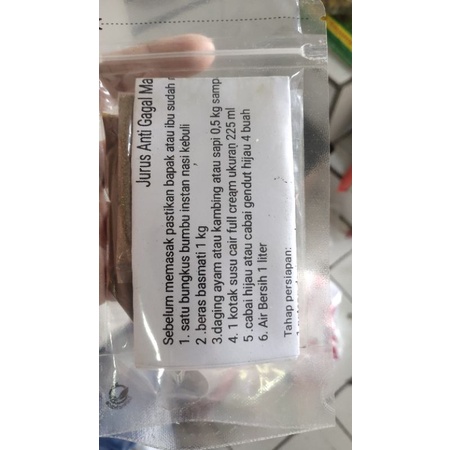 Jurus Anti Gagal Ma
Sebelum memasak pastikan bapak atau ibu sudah
1. satu bungkus bumbu instan nasi kebuli
2 .beras basmati 1 kg
3.daging ayam atau kambing atau sapi 0,5 kg samp
4. 1 kotak susu cair full cream ukuran 225 ml
5 .cabai hijau atau cabai gendut hijau 4 buah
6. Air Bersih 1 liter
Tahap persiapan: